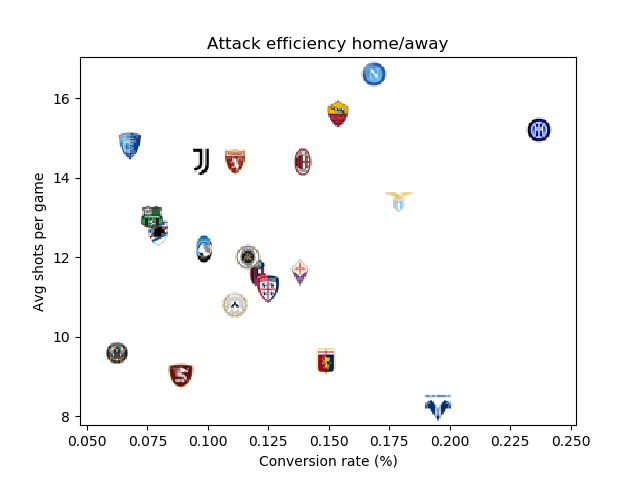 Attack efficiency home/away
Avg shots per game
16
14
12
10
8
N
0.050 0.075 0.100 0.125 0.150 0.175 0.200 0.225 0.250
Conversion rate (%)